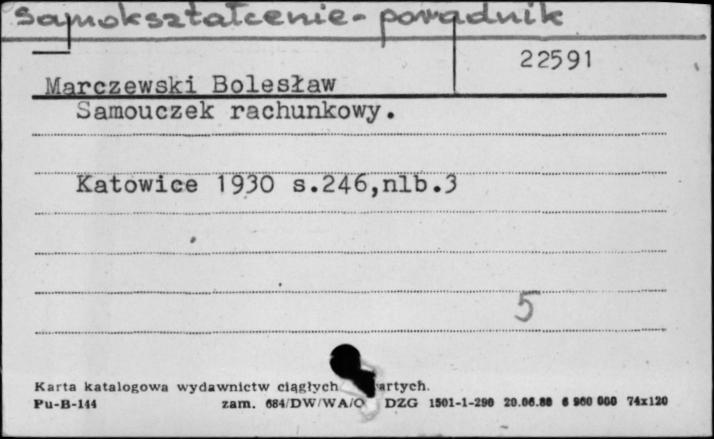 Samokształcenie - poradnik
22591
Marczewski Bolesław
Samouczek rachunkowy.
Katowice 1930 s.246,nlb.3
5
Karta katalogowa wydawnictw ciągłych artych.
Pu-B-144 zam. 684/DW/WA/O DZG 1501-1-290 20.06.80 6 960 000 74x120